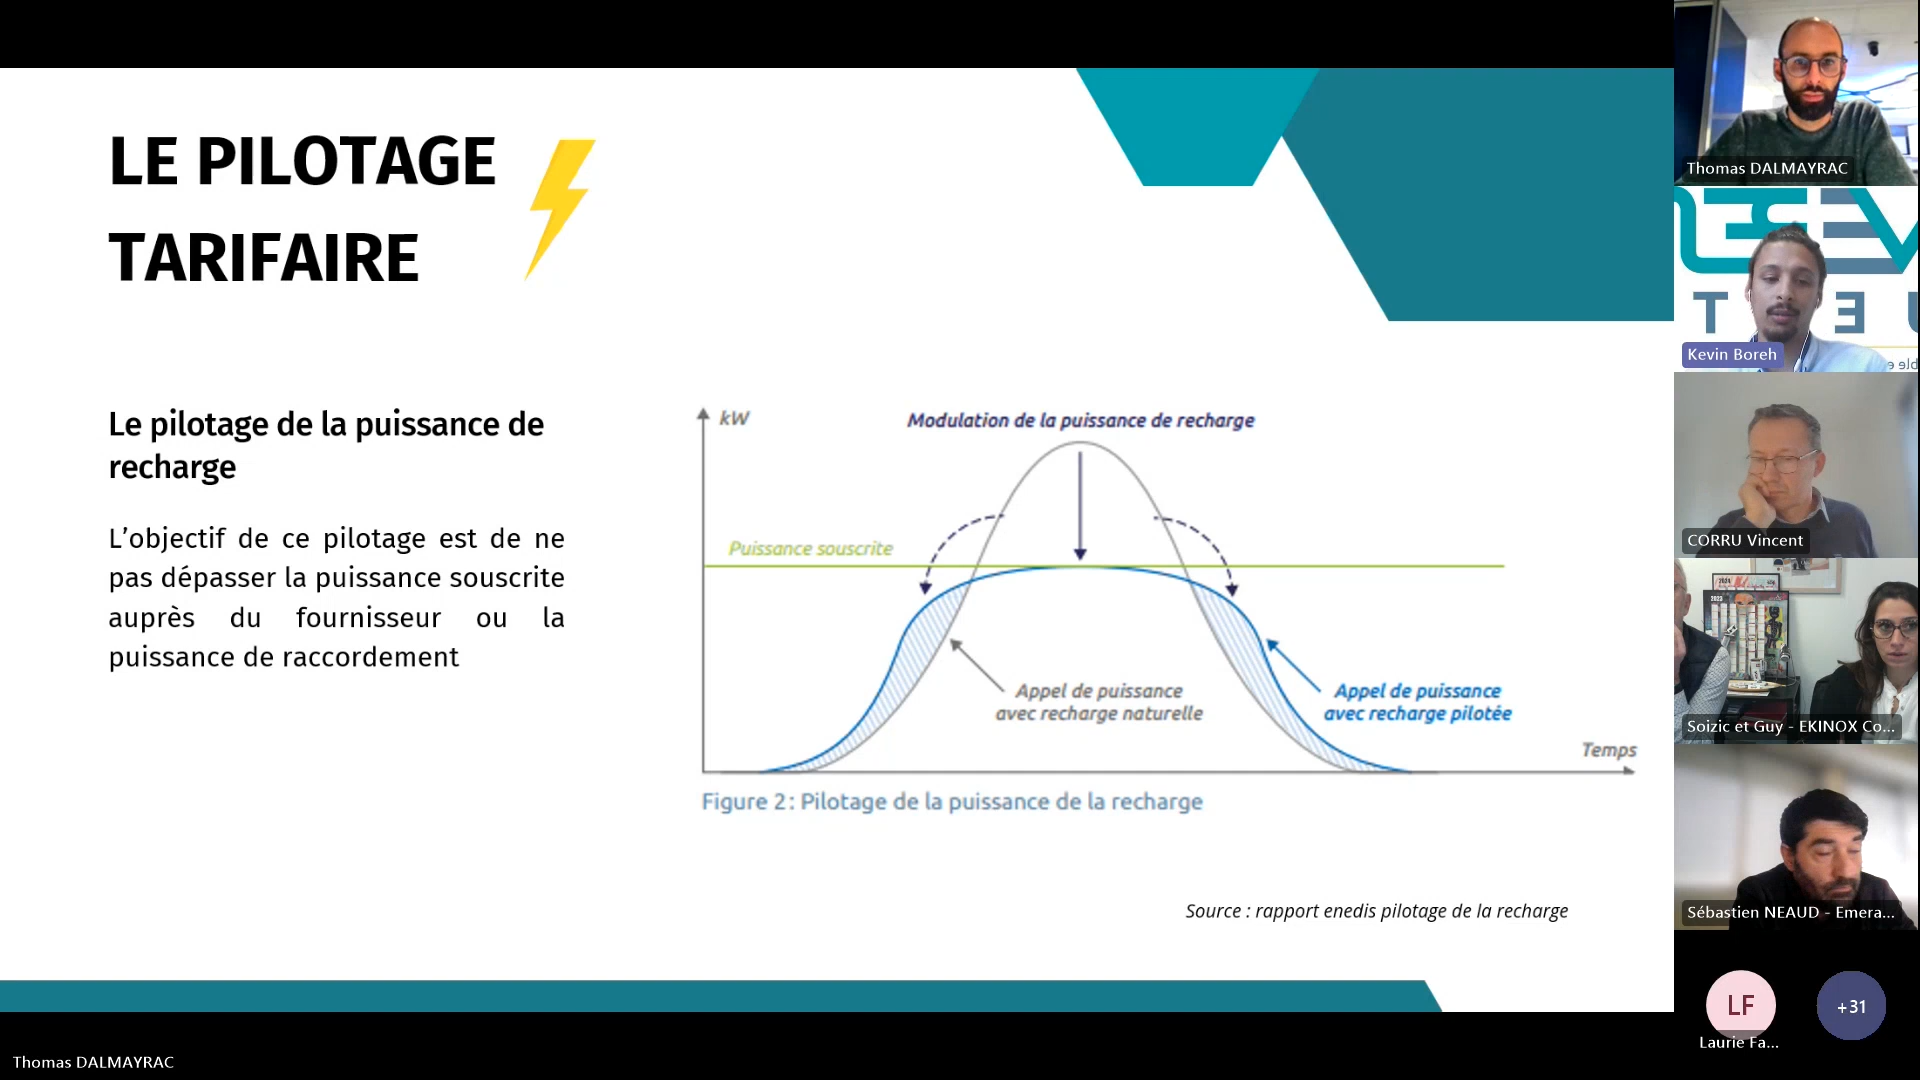 LE PILOTAGE
TARIFAIRE
Le pilotage de la puissance de
recharge
L’objectif de ce pilotage est de ne
pas dépasser la puissance souscrite
auprès du fournisseur ou la
puissance de raccordement
kW
Modulation de la puissance de recharge
Puissance souscrite
Appel de puissance
avec recharge naturelle
Appel de puissance
avec recharge pilotée
Temps
Figure 2 : Pilotage de la puissance de la recharge
Source : rapport enedis pilotage de la recharge
Thomas DALMAYRAC
Thomas DALMAYRAC
Kevin Boreh
CORRU Vincent
2024
2023
Soizic et Guy - EKINOX Co...
Sébastien NEAUD - Emera...
LF
+31
Laurie Fa...